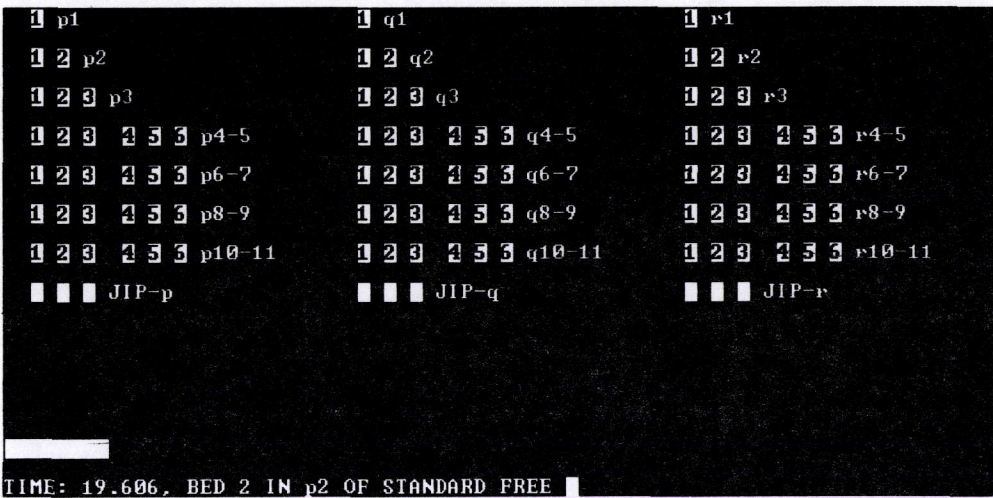 1 p1 1 q1 1 r1
1 2 p2 1 2 q2 1 2 r2
1 2 3 p3 1 2 3 q3 1 2 3 r3
1 2 3 4 5 6 p4-5 1 2 3 4 5 6 q4-5 1 2 3 4 5 6 r4-5
1 2 3 4 5 6 p6-7 1 2 3 4 5 6 q6-7 1 2 3 4 5 6 r6-7
1 2 3 4 5 6 p8-9 1 2 3 4 5 6 q8-9 1 2 3 4 5 6 r8-9
1 2 3 4 5 6 p10-11 1 2 3 4 5 6 q10-11 1 2 3 4 5 6 r10-11
JIP-p JIP-q JIP-r
TIME: 19.606, BED 2 IN p2 OF STANDARD FREE